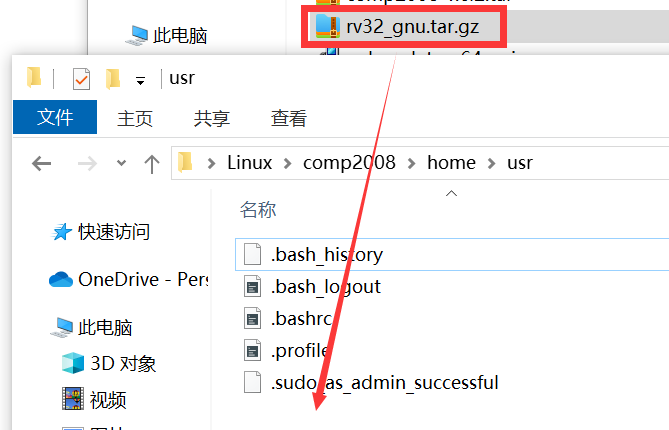 此电脑
rv32_gnu.tar.gz
usr
文件 主页 共享 查看
Linux comp2008 home usr
名称
快速访问
OneDrive - Pers
此电脑
3D 对象
视频
.bash_history
.bash_logout
.bashrc
.profile
.sudo_as_admin_successful